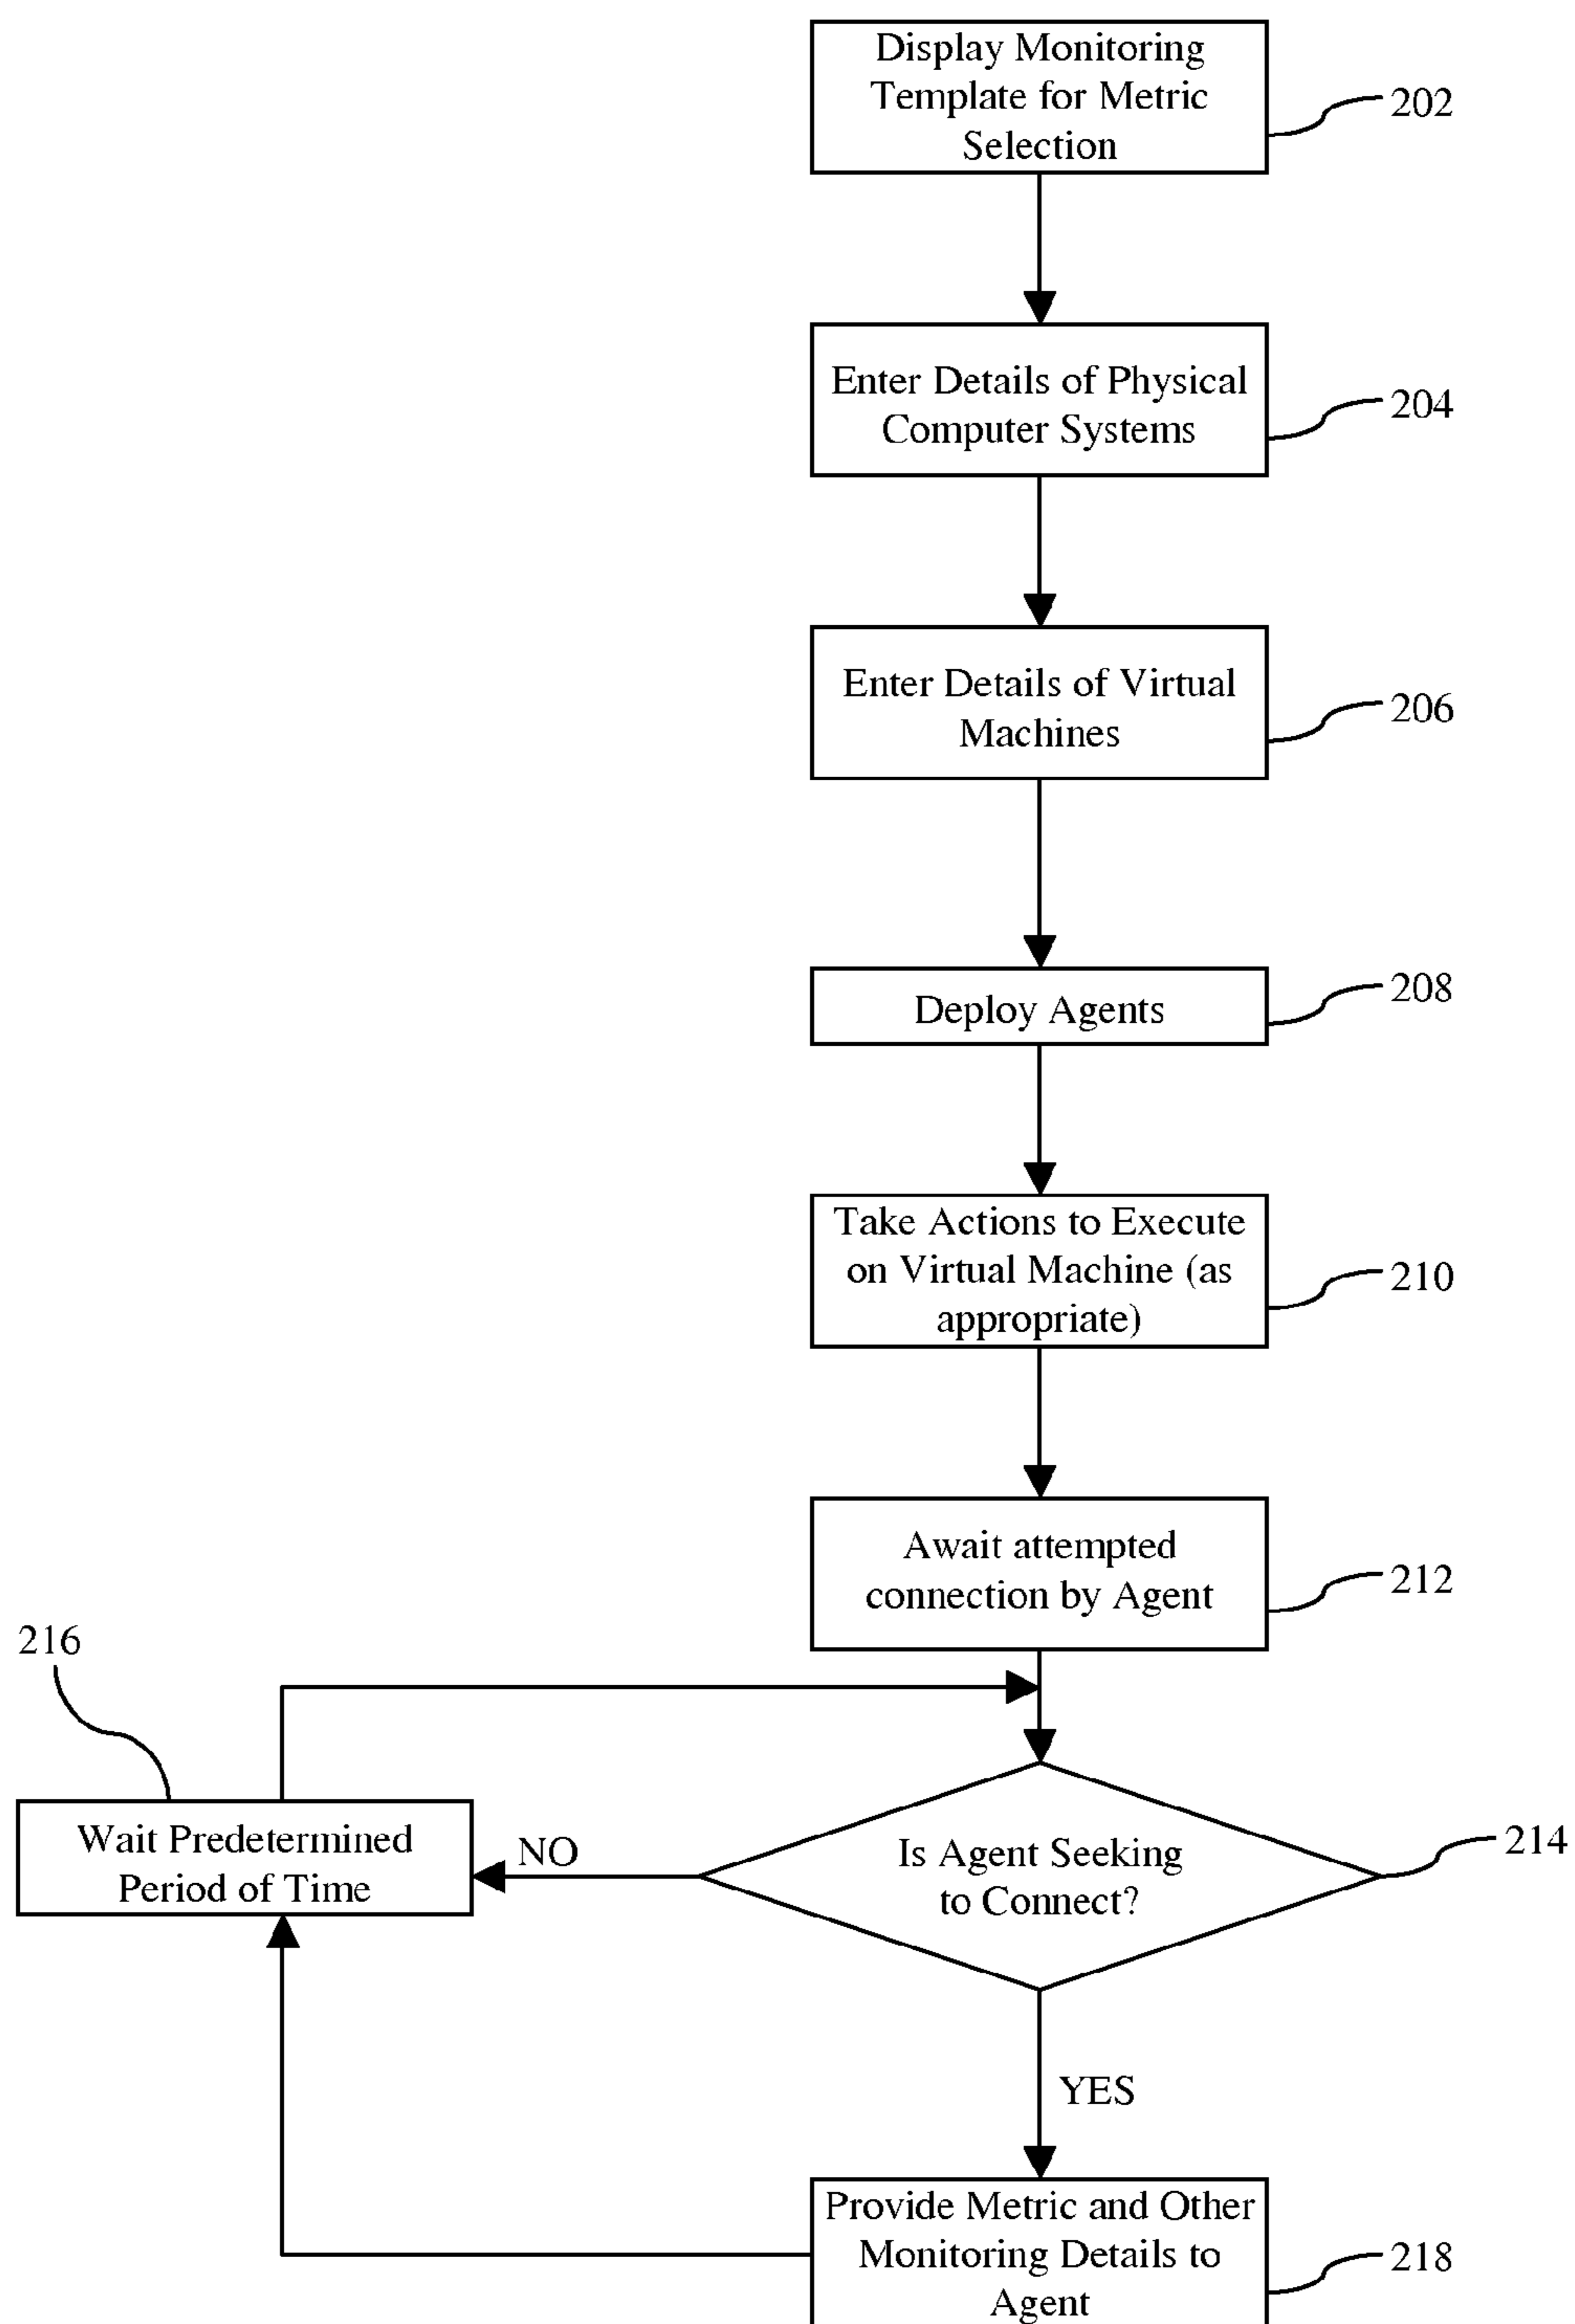 Display Monitoring
Template for Metric
Selection
202
Enter Details of Physical
Computer Systems
204
Enter Details of Virtual
Machines
206
Deploy Agents
208
Take Actions to Execute
on Virtual Machine (as
appropriate)
210
Await attempted
connection by Agent
212
216
Wait Predetermined
Period of Time
NO
Is Agent Seeking
to Connect?
214
YES
Provide Metric and Other
Monitoring Details to
Agent
218